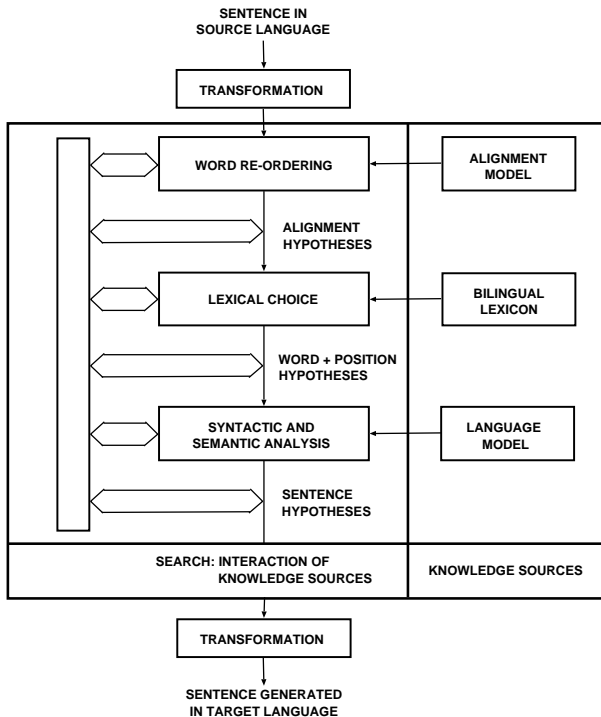 SENTENCE IN
SOURCE LANGUAGE
TRANSFORMATION
WORD RE-ORDERING
ALIGNMENT
MODEL
ALIGNMENT
HYPOTHESES
LEXICAL CHOICE
BILINGUAL
LEXICON
WORD + POSITION
HYPOTHESES
SYNTACTIC AND
SEMANTIC ANALYSIS
LANGUAGE
MODEL
SENTENCE
HYPOTHESES
SEARCH: INTERACTION OF
KNOWLEDGE SOURCES
KNOWLEDGE SOURCES
TRANSFORMATION
SENTENCE GENERATED
IN TARGET LANGUAGE